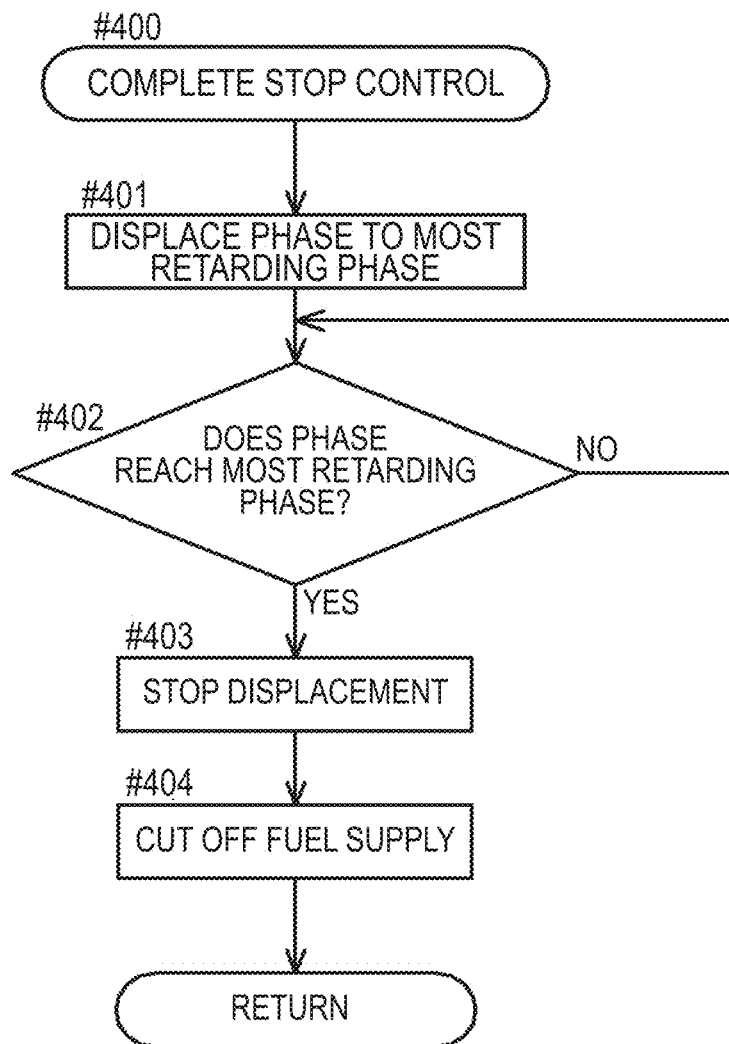 #400
COMPLETE STOP CONTROL
#401
DISPLACE PHASE TO MOST
RETARDING PHASE
#402
DOES PHASE
REACH MOST RETARDING
PHASE?
NO
YES
#403
STOP DISPLACEMENT
#404
CUT OFF FUEL SUPPLY
RETURN